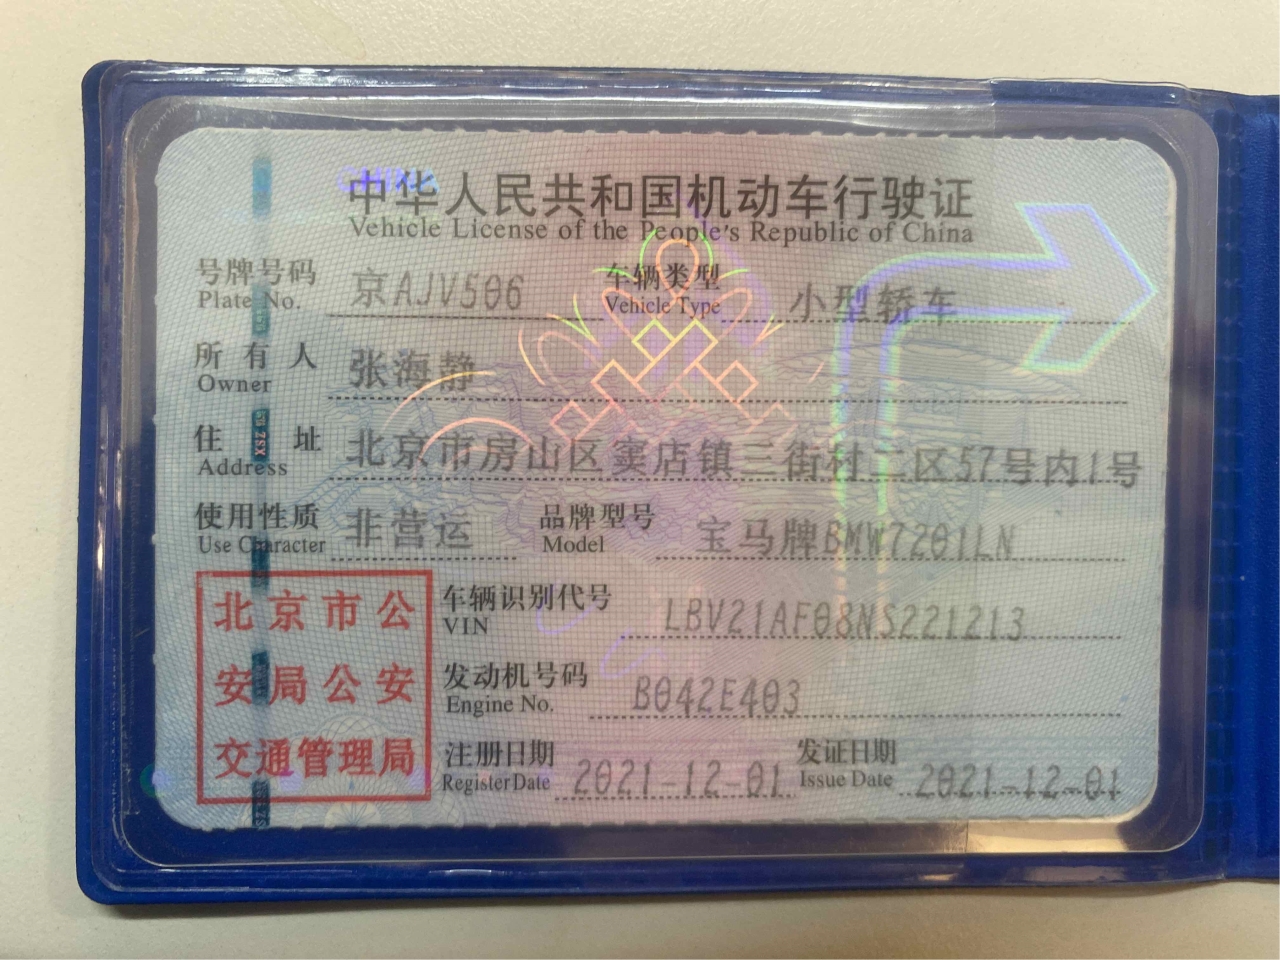 中华人民共和国机动车行驶证
Vehicle License of the People's Republic of China
号牌号码 京AJV506 车辆类型 小型轿车
Plate No. Vehicle Type
所有人 张海静
Owner
住址 北京市房山区窦店镇三街村二区57号内1号
Address
使用性质 非营运 品牌型号 宝马牌BMW7201LN
Use Character Model
北京市公安局公安交通管理局
车辆识别代号 LBV21AF08NS221213
VIN
发动机号码 B042E403
Engine No.
注册日期 2021-12-01 发证日期 2021-12-01
Register Date Issue Date